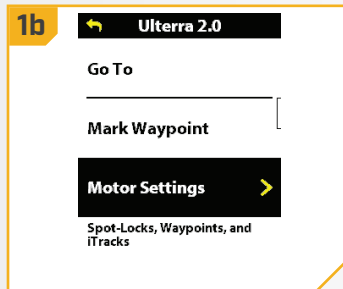 1b
Ulterra 2.0
Go To
Mark Waypoint
Motor Settings
Spot-Locks, Waypoints, and
iTracks